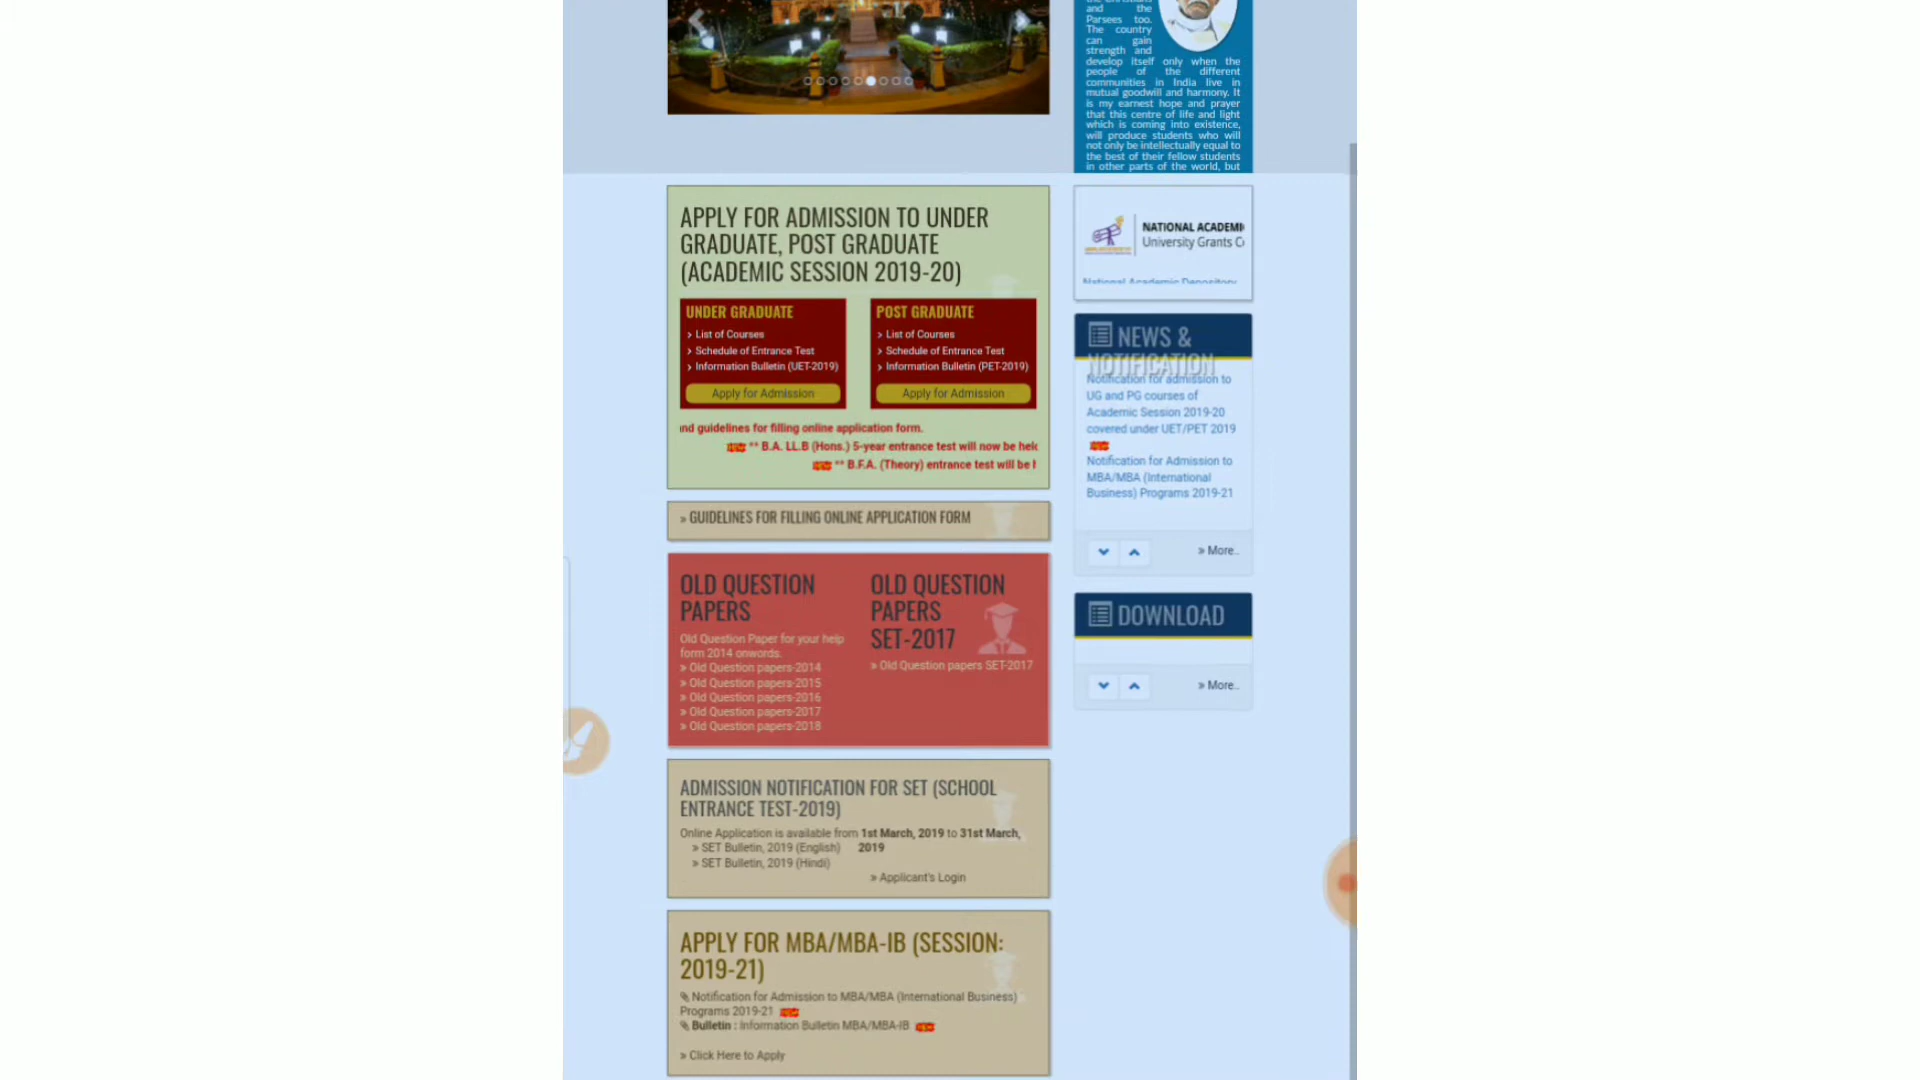 and the
Parsees too.
The country
can gain
strength and
develop itself only when the
people of the different
communities in India live in
mutual goodwill and harmony. It
is my earnest hope and prayer
that this centre of life and light
which is coming into existence,
will produce students who will
not only be intellectually equal to
the best of their fellow students
in other parts of the world, but
APPLY FOR ADMISSION TO UNDER
GRADUATE, POST GRADUATE
(ACADEMIC SESSION 2019-20)
UNDER GRADUATE
› List of Courses
› Schedule of Entrance Test
› Information Bulletin (UET-2019)
Apply for Admission
POST GRADUATE
› List of Courses
› Schedule of Entrance Test
› Information Bulletin (PET-2019)
Apply for Admission
and guidelines for filling online application form.
** B.A. LL.B (Hons.) 5-year entrance test will now be
** B.F.A. (Theory) entrance test will be
» GUIDELINES FOR FILLING ONLINE APPLICATION FORM
OLD QUESTION
PAPERS
Old Question Paper for your help
form 2014 onwords.
» Old Question papers-2014
» Old Question papers-2015
» Old Question papers-2016
» Old Question papers-2017
» Old Question papers-2018
OLD QUESTION
PAPERS
SET-2017
» Old Question papers SET-2017
ADMISSION NOTIFICATION FOR SET (SCHOOL
ENTRANCE TEST-2019)
Online Application is available from 1st March, 2019 to 31st March,
2019
» SET Bulletin, 2019 (English)
» SET Bulletin, 2019 (Hindi)
» Applicant's Login
APPLY FOR MBA/MBA-IB (SESSION:
2019-21)
Notification for Admission to MBA/MBA (International Business)
Programs 2019-21
Bulletin : Information Bulletin MBA/MBA-IB
» Click Here to Apply
NATIONAL ACADEMI
University Grants C
National Academic Depository
NEWS &
NOTIFICATION
Notification for admission to
UG and PG courses of
Academic Session 2019-20
covered under UET/PET 2019
Notification for Admission to
MBA/MBA (International
Business) Programs 2019-21
» More..
DOWNLOAD
» More..